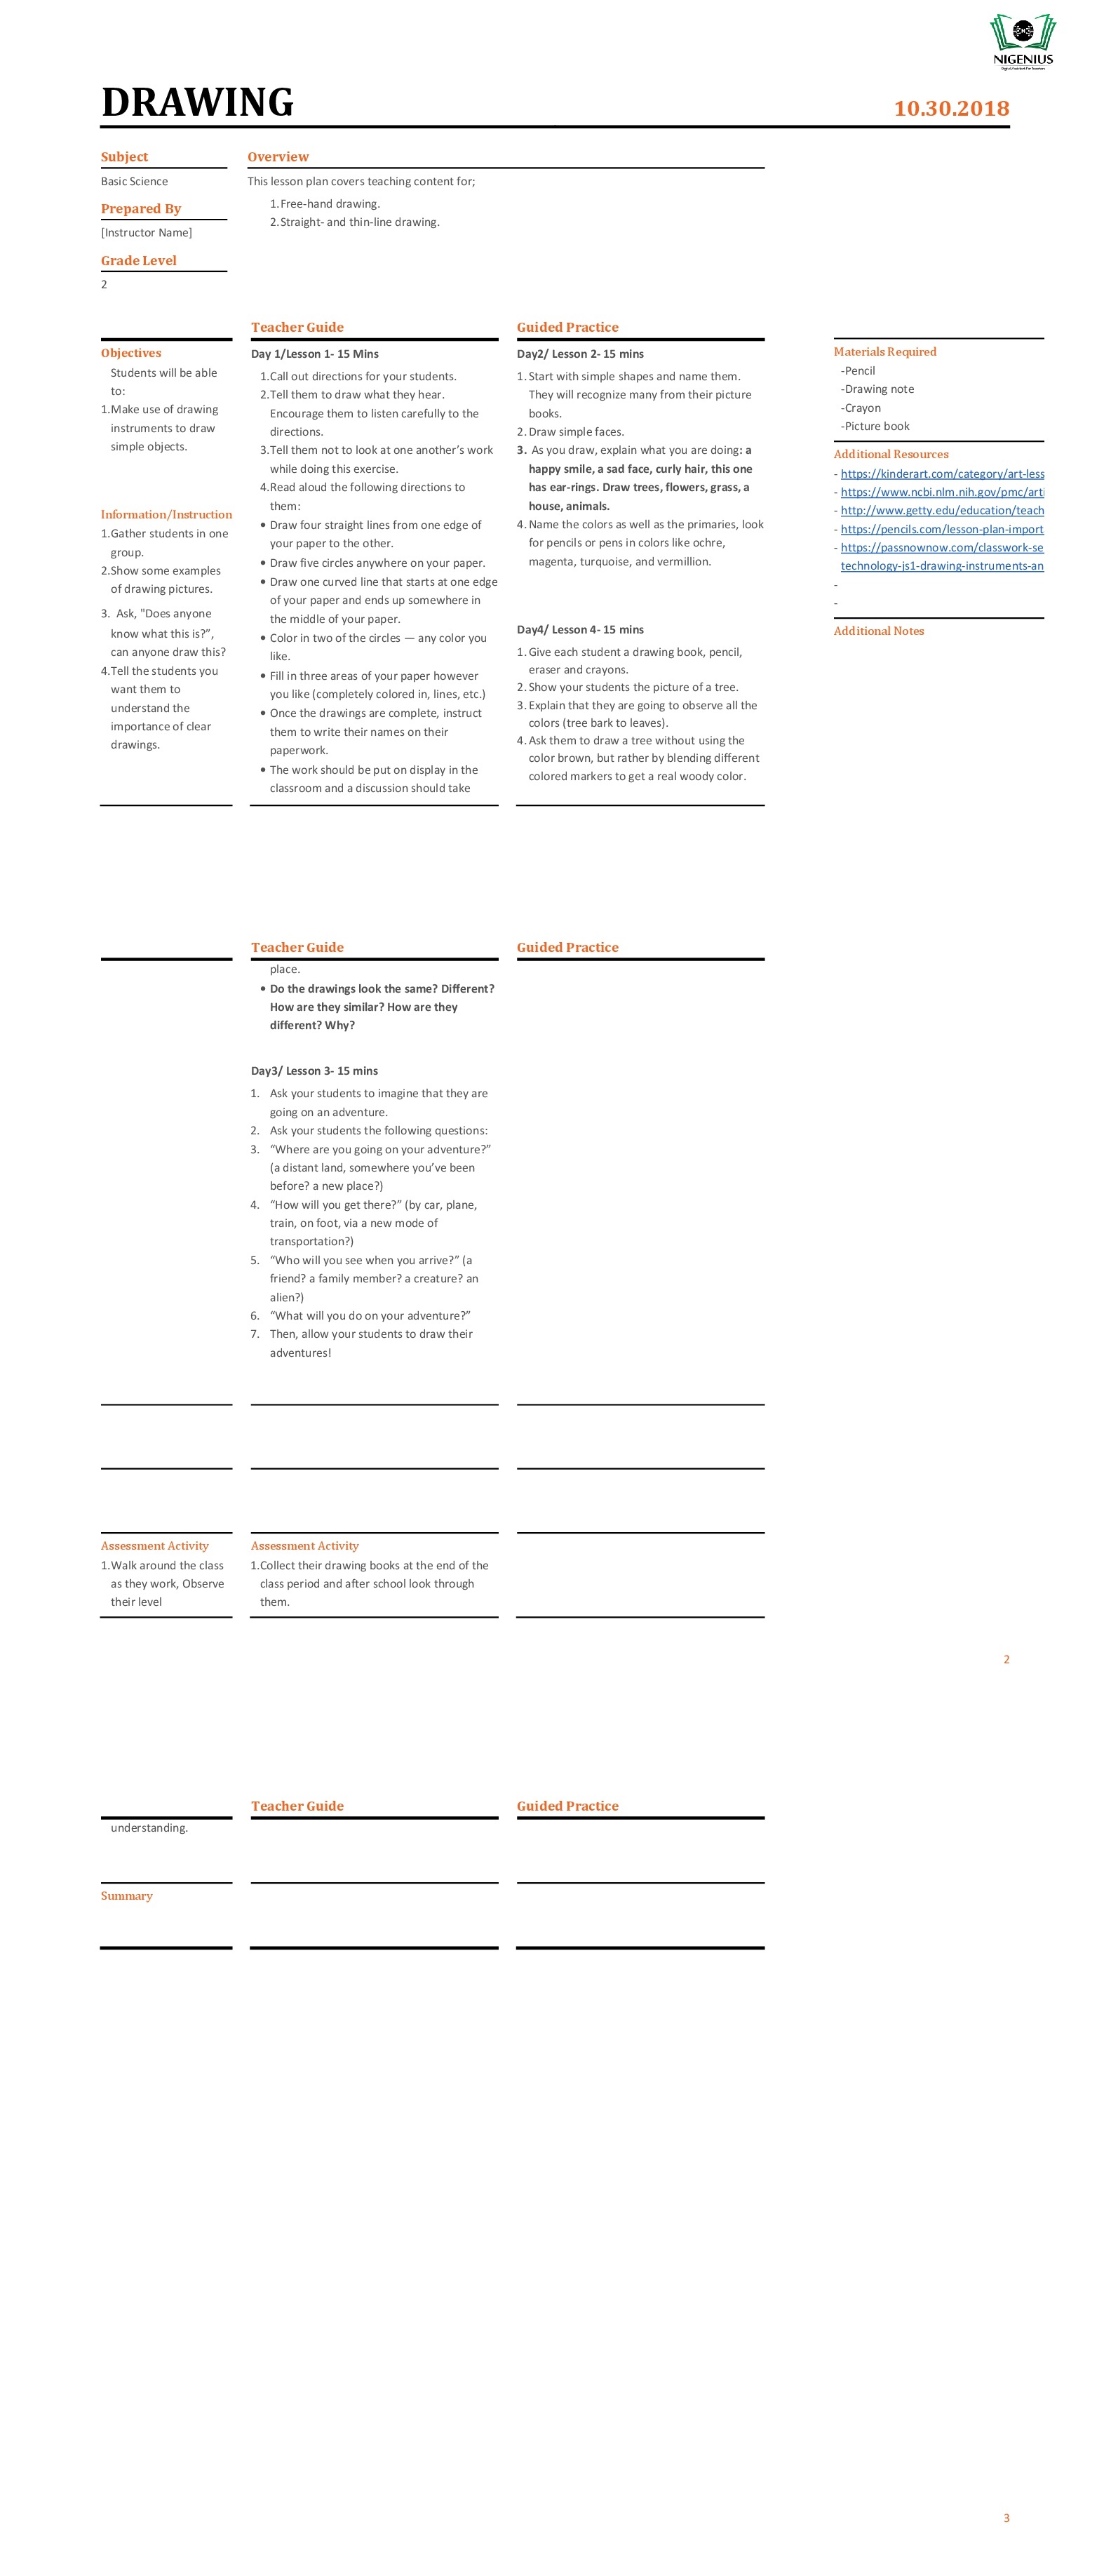 NIGENIUS
DRAWING
10.30.2018
Subject
Basic Science
Prepared By
[Instructor Name]
Grade Level
2
Overview
This lesson plan covers teaching content for;
1.Free-hand drawing.
2.Straight- and thin-line drawing.
Objectives
Students will be able
to:
1.Make use of drawing
instruments to draw
simple objects.
Information/Instruction
1.Gather students in one
group.
2.Show some examples
of drawing pictures.
3. Ask, "Does anyone
know what this is?”,
can anyone draw this?
4.Tell the students you
want them to
understand the
importance of clear
drawings.
Teacher Guide
Day 1/Lesson 1- 15 Mins
1.Call out directions for your students.
2.Tell them to draw what they hear.
Encourage them to listen carefully to the
directions.
3.Tell them not to look at one another’s work
while doing this exercise.
4.Read aloud the following directions to
them:
• Draw four straight lines from one edge of
your paper to the other.
• Draw five circles anywhere on your paper.
• Draw one curved line that starts at one edge
of your paper and ends up somewhere in
the middle of your paper.
• Color in two of the circles — any color you
like.
• Fill in three areas of your paper however
you like (completely colored in, lines, etc.)
• Once the drawings are complete, instruct
them to write their names on their
paperwork.
• The work should be put on display in the
classroom and a discussion should take
Guided Practice
Day2/ Lesson 2- 15 mins
1. Start with simple shapes and name them.
They will recognize many from their picture
books.
2. Draw simple faces.
3. As you draw, explain what you are doing: a
happy smile, a sad face, curly hair, this one
has ear-rings. Draw trees, flowers, grass, a
house, animals.
4. Name the colors as well as the primaries, look
for pencils or pens in colors like ochre,
magenta, turquoise, and vermillion.
Day4/ Lesson 4- 15 mins
1. Give each student a drawing book, pencil,
eraser and crayons.
2. Show your students the picture of a tree.
3. Explain that they are going to observe all the
colors (tree bark to leaves).
4. Ask them to draw a tree without using the
color brown, but rather by blending different
colored markers to get a real woody color.
Materials Required
-Pencil
-Drawing note
-Crayon
-Picture book
Additional Resources
- https://kinderart.com/category/art-less
- https://www.ncbi.nlm.nih.gov/pmc/arti
- http://www.getty.edu/education/teach
- https://pencils.com/lesson-plan-import
- https://passnownow.com/classwork-se
technology-js1-drawing-instruments-an
-
-
Additional Notes
Teacher Guide
place.
• Do the drawings look the same? Different?
How are they similar? How are they
different? Why?
Day3/ Lesson 3- 15 mins
1. Ask your students to imagine that they are
going on an adventure.
2. Ask your students the following questions:
3. “Where are you going on your adventure?”
(a distant land, somewhere you’ve been
before? a new place?)
4. “How will you get there?” (by car, plane,
train, on foot, via a new mode of
transportation?)
5. “Who will you see when you arrive?” (a
friend? a family member? a creature? an
alien?)
6. “What will you do on your adventure?”
7. Then, allow your students to draw their
adventures!
Guided Practice
Assessment Activity
1.Walk around the class
as they work, Observe
their level
Assessment Activity
1.Collect their drawing books at the end of the
class period and after school look through
them.
2
Teacher Guide
Guided Practice
understanding.
Summary
3